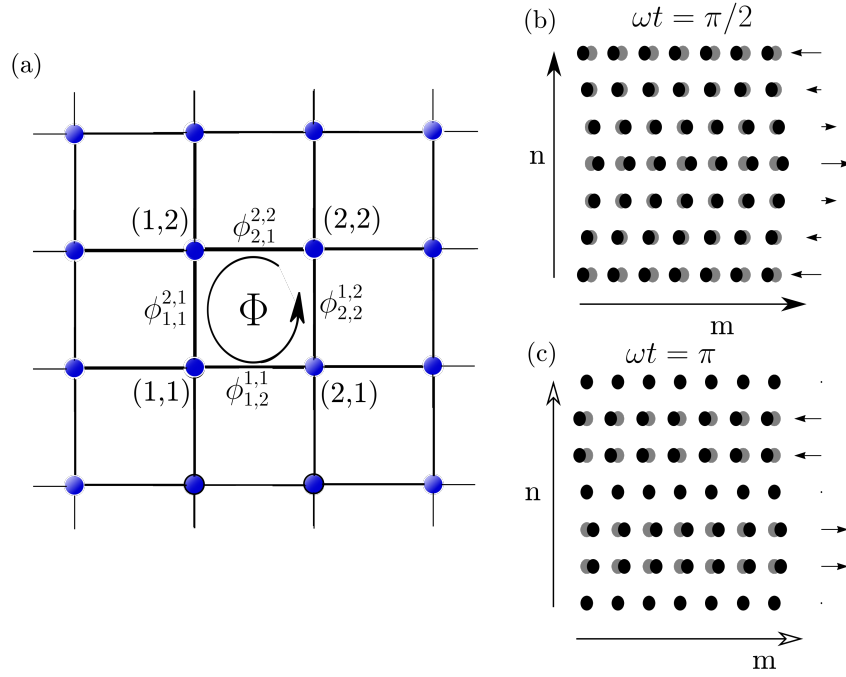 (a)
(1,2)
ϕ^{2,2}_{2,1}
(2,2)
ϕ^{2,1}_{1,1}
Φ
ϕ^{1,2}_{2,2}
(1,1)
ϕ^{1,1}_{1,2}
(2,1)
(b)
ωt = π/2
n
m
(c)
ωt = π
n
m